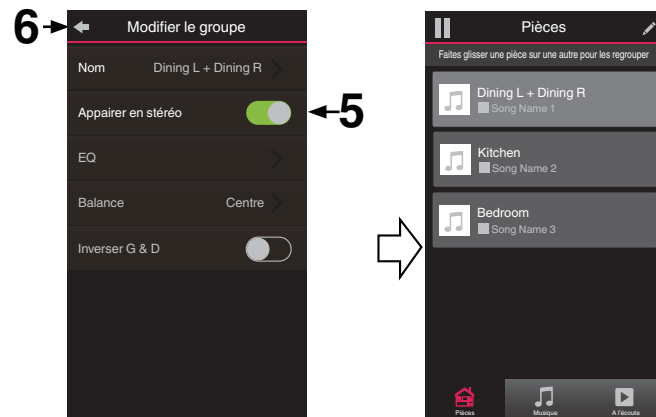 6
Modifier le groupe
Nom Dining L + Dining R
Appairer en stéréo
5
EQ
Balance Centre
Inverser G & D
Pièces
Faites glisser une pièce sur une autre pour les regrouper
Dining L + Dining R
Song Name 1
Kitchen
Song Name 2
Bedroom
Song Name 3
Pièces Musique A l'écoute